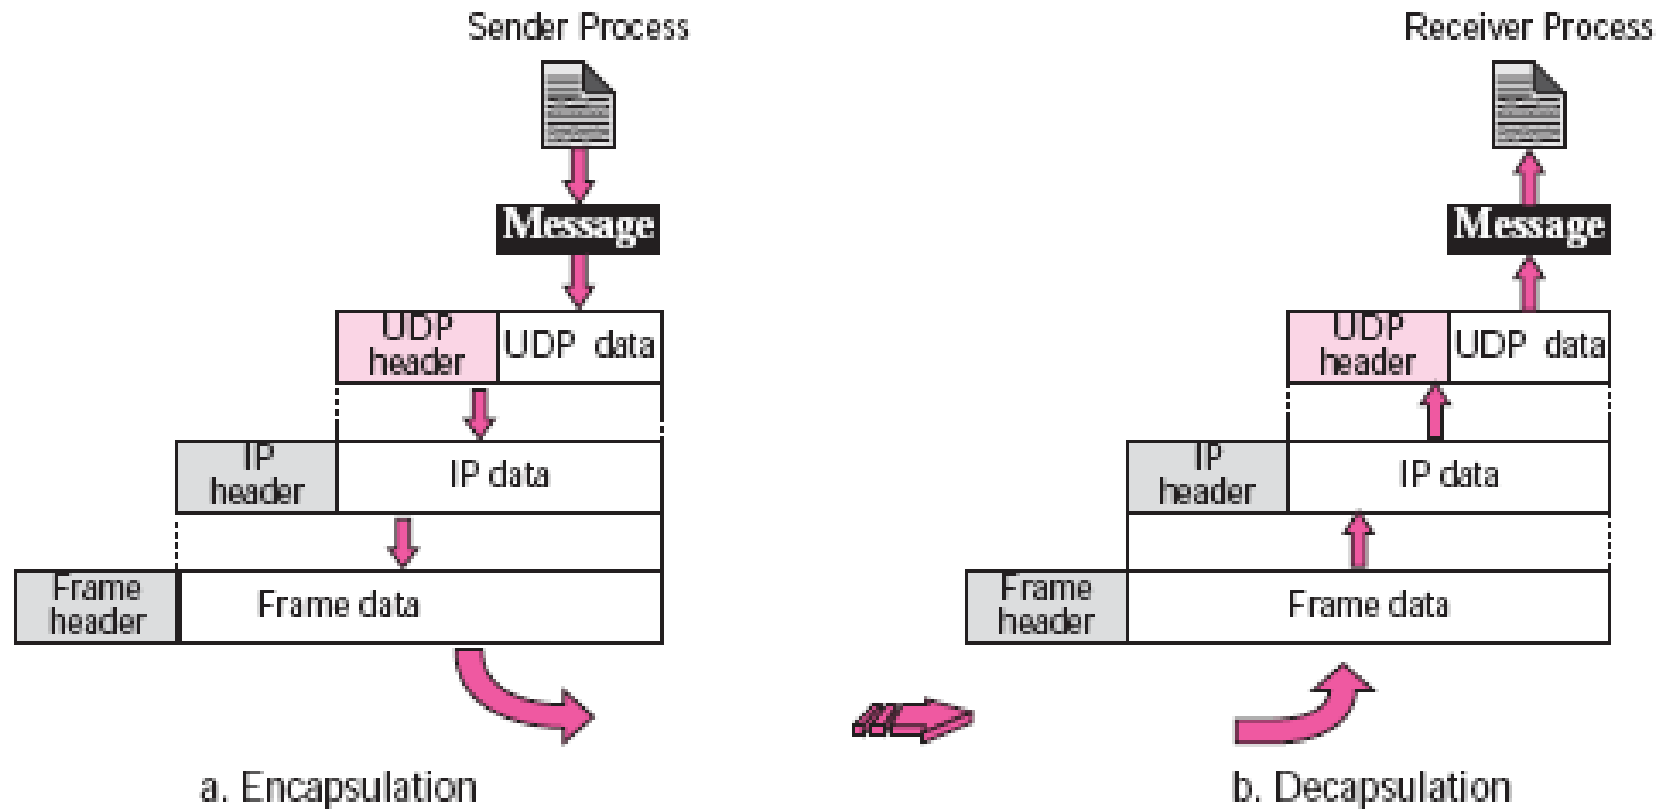 Sender Process
Message
UDP
header
UDP data
IP
header
IP data
Frame
header
Frame data
a. Encapsulation
Receiver Process
Message
UDP
header
UDP data
IP
header
IP data
Frame
header
Frame data
b. Decapsulation